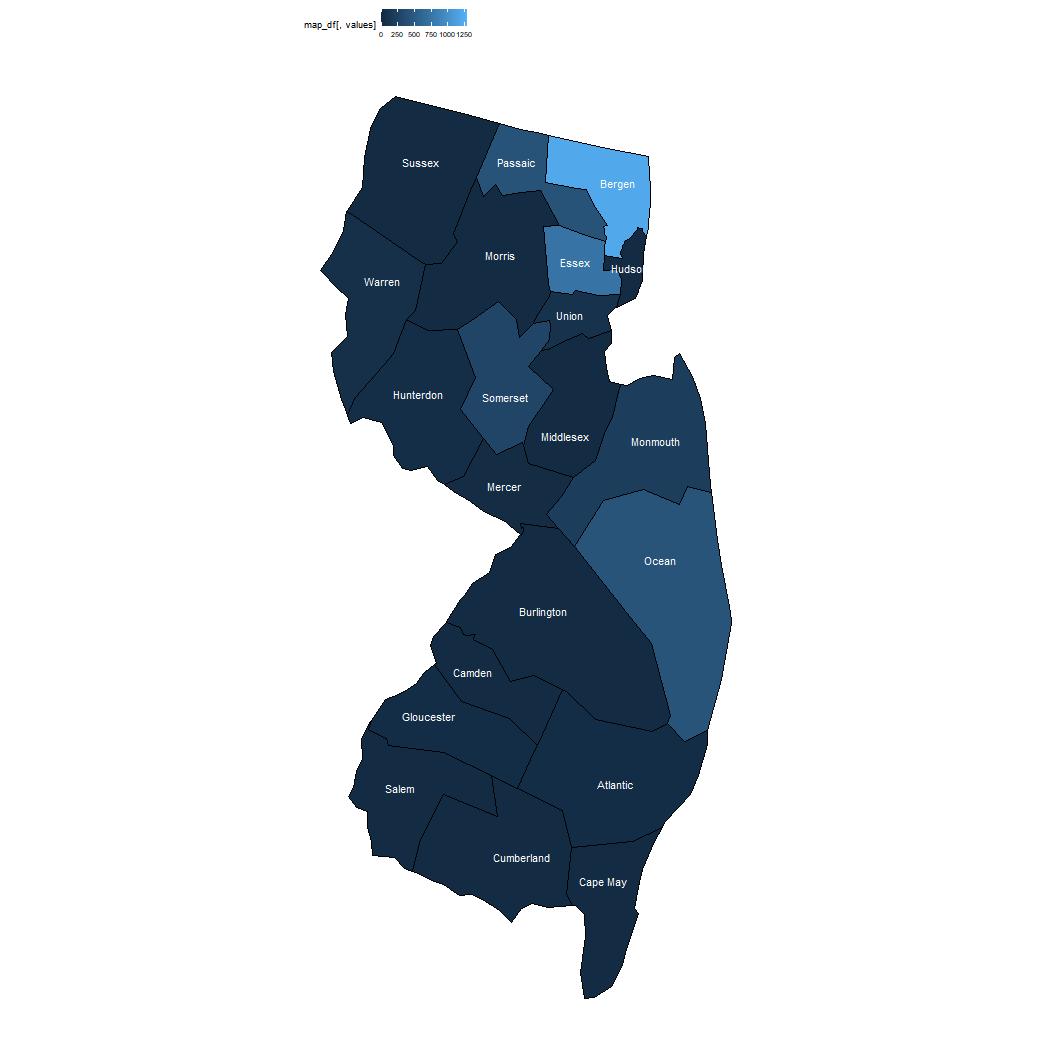 map_df[, values]
0 250 500 750 1000 1250
Sussex
Passaic
Bergen
Morris
Essex
Hudso
Warren
Union
Hunterdon
Somerset
Middlesex
Monmouth
Mercer
Ocean
Burlington
Camden
Gloucester
Atlantic
Salem
Cumberland
Cape May